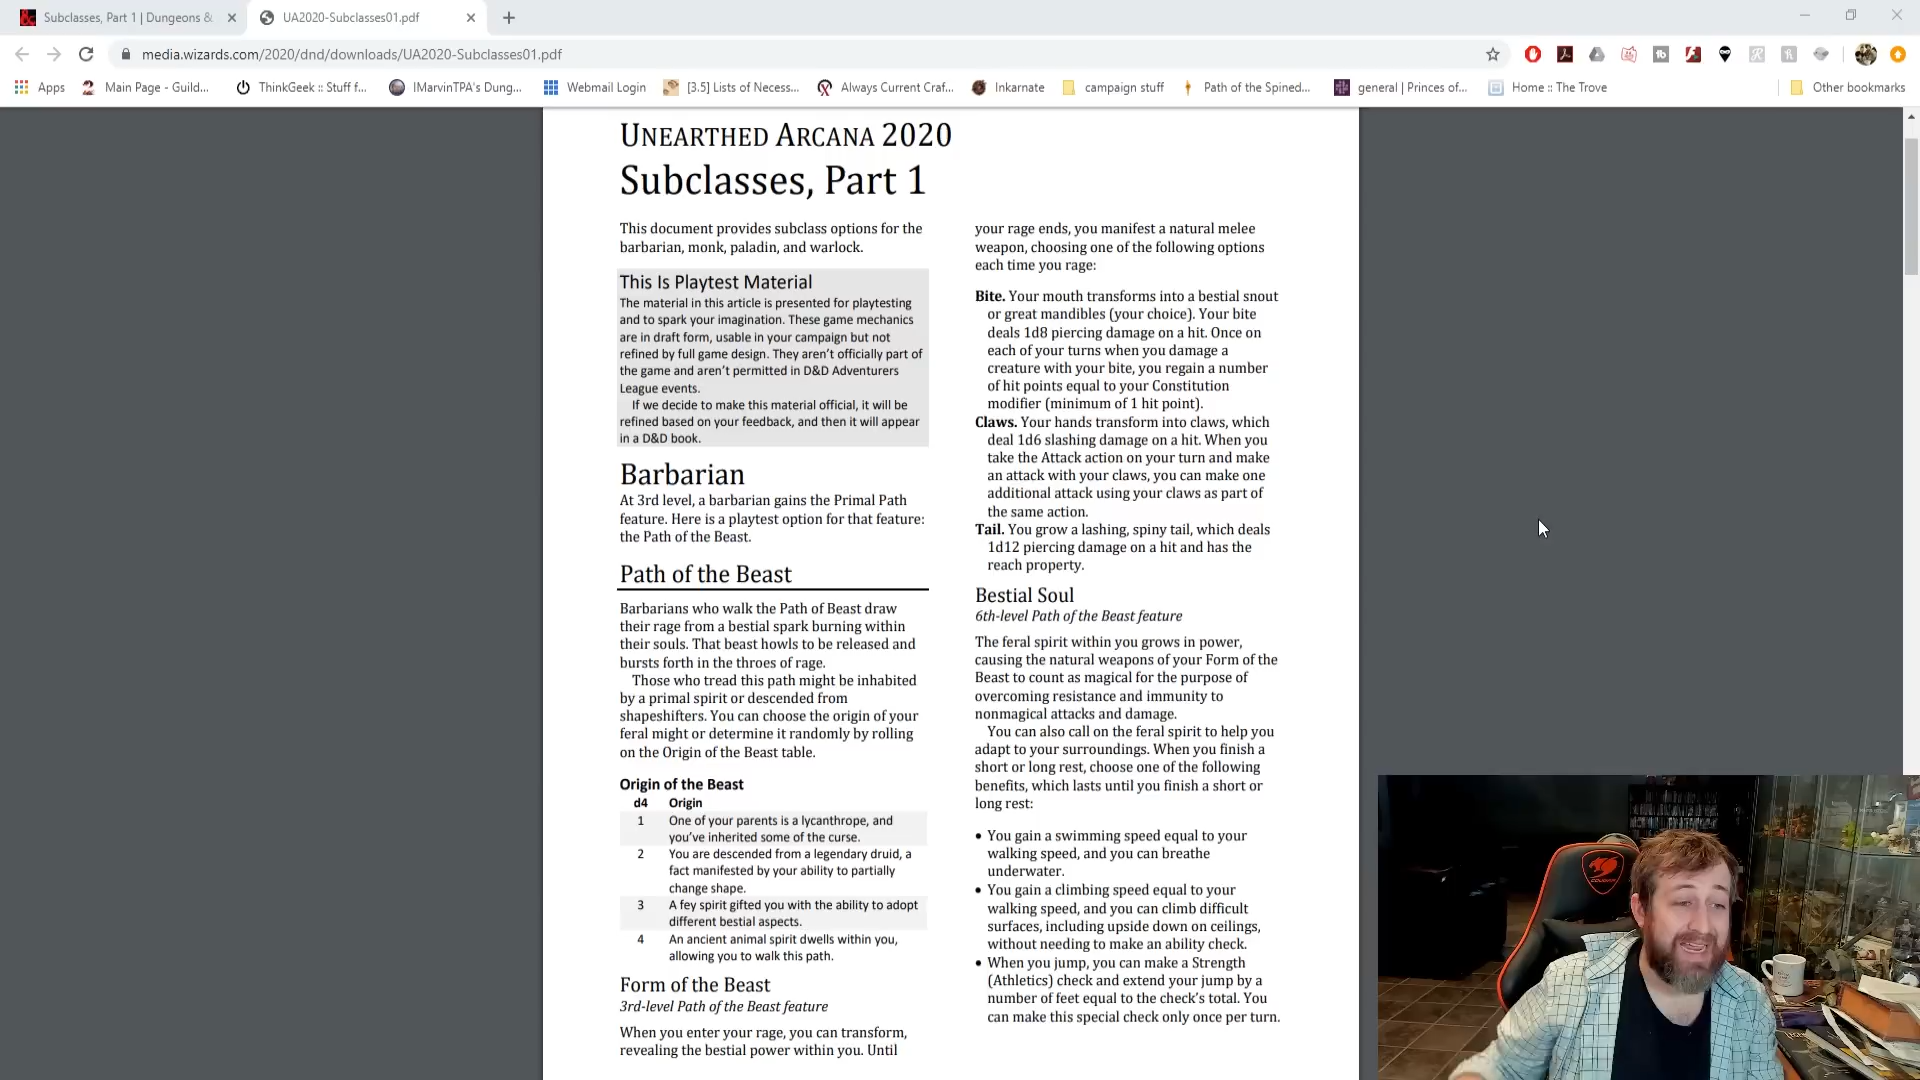 Subclasses, Part 1 | Dungeons &
UA2020-Subclasses01.pdf
media.wizards.com/2020/dnd/downloads/UA2020-Subclasses01.pdf
Apps
Main Page - Guild...
ThinkGeek :: Stuff f...
IMarvinTPA's Dung...
Webmail Login
[3.5] Lists of Necess...
Always Current Craf...
Inkarnate
campaign stuff
Path of the Spined...
general | Princes of...
Home :: The Trove
Other bookmarks
UNEARTHED ARCANA 2020
Subclasses, Part 1
This document provides subclass options for the
barbarian, monk, paladin, and warlock.
This Is Playtest Material
The material in this article is presented for playtesting
and to spark your imagination. These game mechanics
are in draft form, usable in your campaign but not
refined by full game design. They aren't officially part of
the game and aren't permitted in D&D Adventurers
League events.
If we decide to make this material official, it will be
refined based on your feedback, and then it will appear
in a D&D book.
Barbarian
At 3rd level, a barbarian gains the Primal Path
feature. Here is a playtest option for that feature:
the Path of the Beast.
Path of the Beast
Barbarians who walk the Path of Beast draw
their rage from a bestial spark burning within
their souls. That beast howls to be released and
bursts forth in the throes of rage.
Those who tread this path might be inhabited
by a primal spirit or descended from
shapeshifters. You can choose the origin of your
feral might or determine it randomly by rolling
on the Origin of the Beast table.
Origin of the Beast
d4 Origin
1 One of your parents is a lycanthrope, and
you've inherited some of the curse.
2 You are descended from a legendary druid, a
fact manifested by your ability to partially
change shape.
3 A fey spirit gifted you with the ability to adopt
different bestial aspects.
4 An ancient animal spirit dwells within you,
allowing you to walk this path.
Form of the Beast
3rd-level Path of the Beast feature
When you enter your rage, you can transform,
revealing the bestial power within you. Until
your rage ends, you manifest a natural melee
weapon, choosing one of the following options
each time you rage:
Bite. Your mouth transforms into a bestial snout
or great mandibles (your choice). Your bite
deals 1d8 piercing damage on a hit. Once on
each of your turns when you damage a
creature with your bite, you regain a number
of hit points equal to your Constitution
modifier (minimum of 1 hit point).
Claws. Your hands transform into claws, which
deal 1d6 slashing damage on a hit. When you
take the Attack action on your turn and make
an attack with your claws, you can make one
additional attack using your claws as part of
the same action.
Tail. You grow a lashing, spiny tail, which deals
1d12 piercing damage on a hit and has the
reach property.
Bestial Soul
6th-level Path of the Beast feature
The feral spirit within you grows in power,
causing the natural weapons of your Form of the
Beast to count as magical for the purpose of
overcoming resistance and immunity to
nonmagical attacks and damage.
You can also call on the feral spirit to help you
adapt to your surroundings. When you finish a
short or long rest, choose one of the following
benefits, which lasts until you finish a short or
long rest:
• You gain a swimming speed equal to your
walking speed, and you can breathe
underwater.
• You gain a climbing speed equal to your
walking speed, and you can climb difficult
surfaces, including upside down on ceilings,
without needing to make an ability check.
• When you jump, you can make a Strength
(Athletics) check and extend your jump by a
number of feet equal to the check's total. You
can make this special check only once per turn.